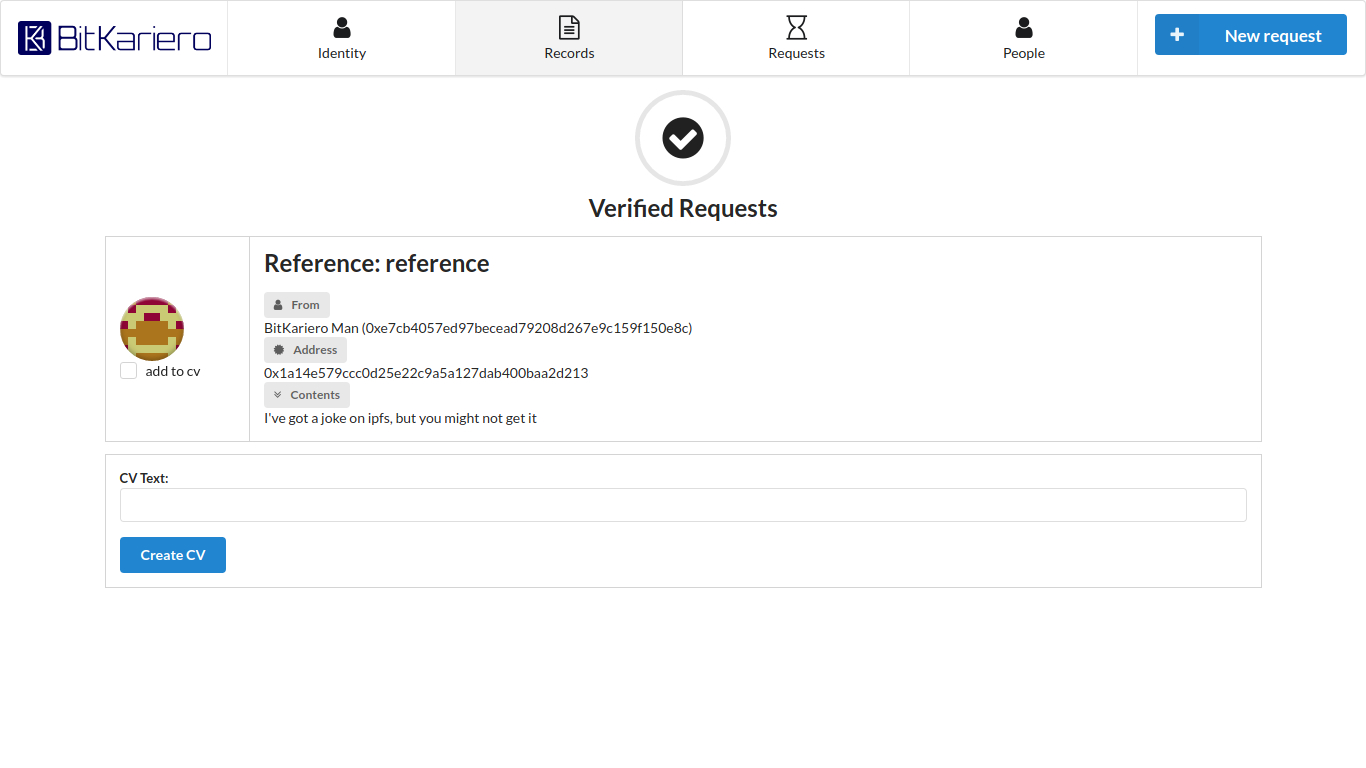 BitKariero
Identity
Records
Requests
People
New request
Verified Requests
Reference: reference
From
BitKariero Man (0xe7cb4057ed97becead79208d267e9c159f150e8c)
Address
0x1a14e579ccc0d25e22c9a5a127dab400baa2d213
Contents
I've got a joke on ipfs, but you might not get it
add to cv
CV Text:
Create CV